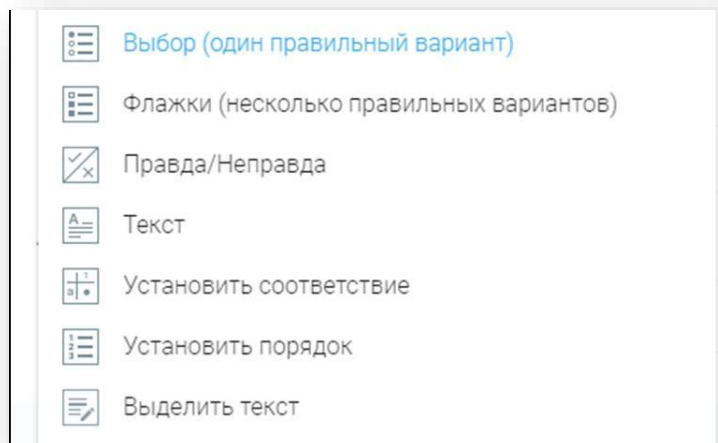 Выбор (один правильный вариант)
Флажки (несколько правильных вариантов)
Правда/Неправда
Текст
Установить соответствие
Установить порядок
Выделить текст